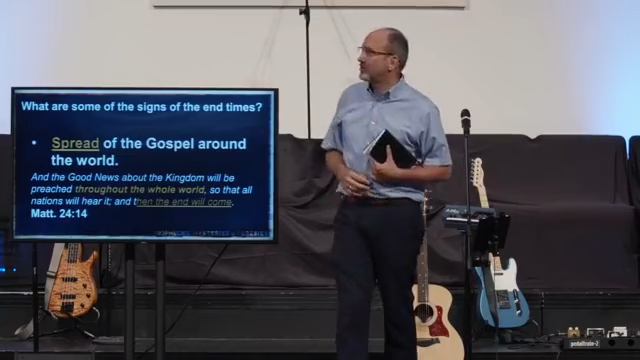 What are some of the signs of the end times?
• Spread of the Gospel around
the world.
And the Good News about the Kingdom will be
preached throughout the whole world, so that all
nations will hear it; and then the end will come.
Matt. 24:14